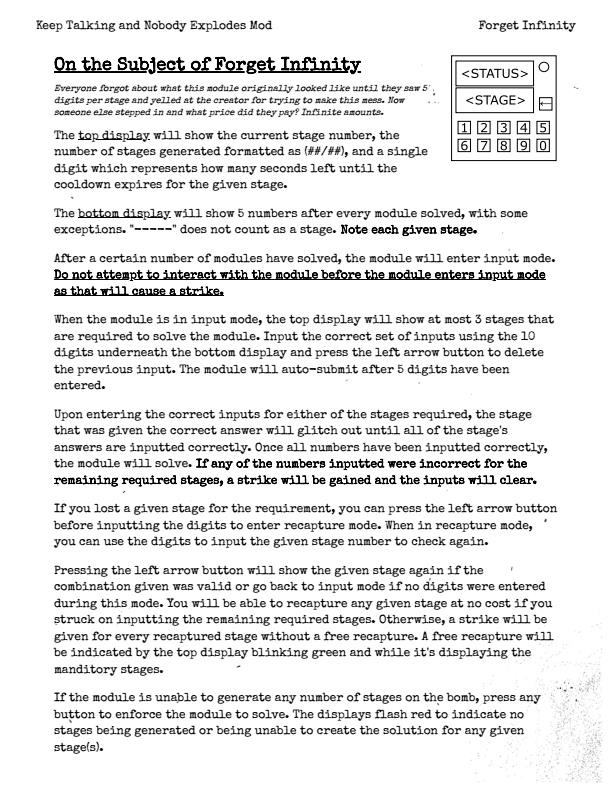 Keep Talking and Nobody Explodes Mod
Forget Infinity
On the Subject of Forget Infinity
Everyone forgot about what this module originally looked like until they saw 5
digits per stage and yelled at the creator for trying to make this mess. Now
someone else stepped in and what price did they pay? Infinite amounts.
<STATUS>
<STAGE>
←
1 2 3 4 5
6 7 8 9 0
The top display will show the current stage number, the
number of stages generated formatted as (##/##), and a single
digit which represents how many seconds left until the
cooldown expires for the given stage.
The bottom display will show 5 numbers after every module solved, with some
exceptions. "-----" does not count as a stage. Note each given stage.
After a certain number of modules have solved, the module will enter input mode.
Do not attempt to interact with the module before the module enters input mode
as that will cause a strike.
When the module is in input mode, the top display will show at most 3 stages that
are required to solve the module. Input the correct set of inputs using the 10
digits underneath the bottom display and press the left arrow button to delete
the previous input. The module will auto-submit after 5 digits have been
entered.
Upon entering the correct inputs for either of the stages required, the stage
that was given the correct answer will glitch out until all of the stage's
answers are inputted correctly. Once all numbers have been inputted correctly,
the module will solve. If any of the numbers inputted were incorrect for the
remaining required stages, a strike will be gained and the inputs will clear.
If you lost a given stage for the requirement, you can press the left arrow button
before inputting the digits to enter recapture mode. When in recapture mode,
you can use the digits to input the given stage number to check again.
Pressing the left arrow button will show the given stage again if the
combination given was valid or go back to input mode if no digits were entered
during this mode. You will be able to recapture any given stage at no cost if you
struck on inputting the remaining required stages. Otherwise, a strike will be
given for every recaptured stage without a free recapture. A free recapture will
be indicated by the top display blinking green and while it's displaying the
manditory stages.
If the module is unable to generate any number of stages on the bomb, press any
button to enforce the module to solve. The displays flash red to indicate no
stages being generated or being unable to create the solution for any given
stage(s).